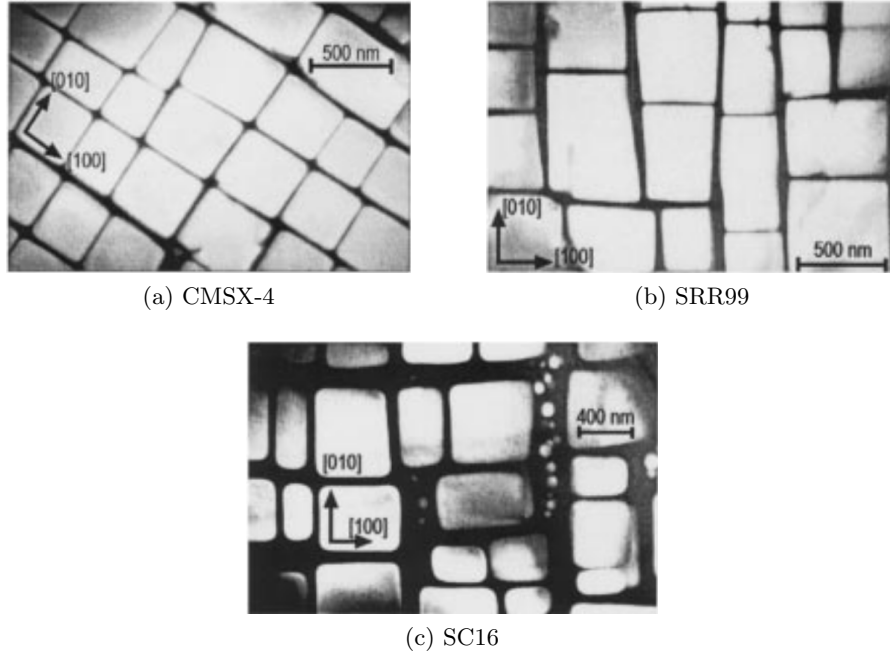 500 nm
[010]
[100]
[010]
[100]
500 nm
(a) CMSX-4
(b) SRR99
400 nm
[010]
[100]
(c) SC16